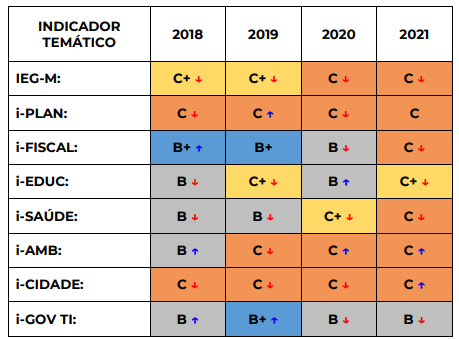 INDICADOR TEMÁTICO 2018 2019 2020 2021
IEG-M: C+ ↓ C+ ↓ C ↓ C ↓
i-PLAN: C ↓ C ↑ C ↓ C
i-FISCAL: B+ ↑ B+ B ↓ C ↓
i-EDUC: B ↓ C+ ↓ B ↑ C+ ↓
i-SAÚDE: B ↓ B ↓ C+ ↓ C ↓
i-AMB: B ↑ C ↓ C ↑ C ↑
i-CIDADE: C ↓ C ↓ C ↓ C ↑
i-GOV TI: B ↑ B+ ↑ B ↓ B ↓